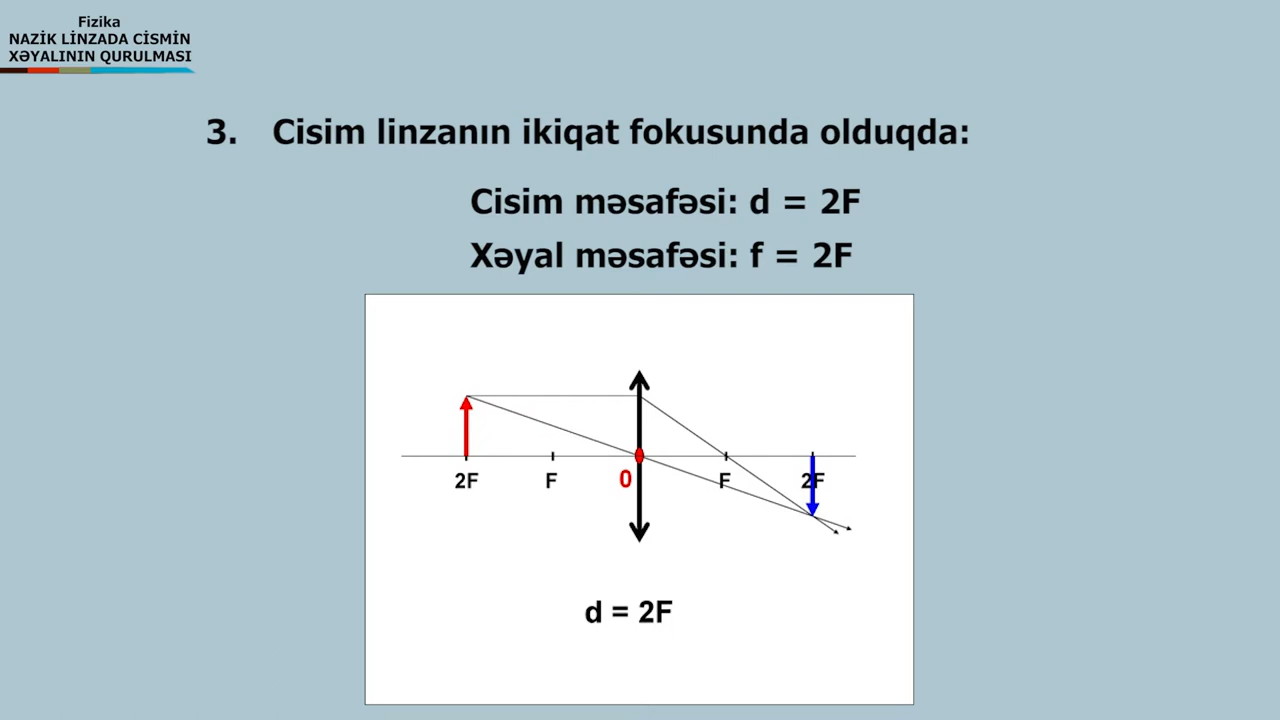 Fizika
NAZİK LİNZADA CİSMİN
XƏYALININ QURULMASI
3. Cisim linzanın ikiqat fokusunda olduqda:
Cisim məsafəsi: d = 2F
Xəyal məsafəsi: f = 2F
2F F 0 F 2F
d = 2F